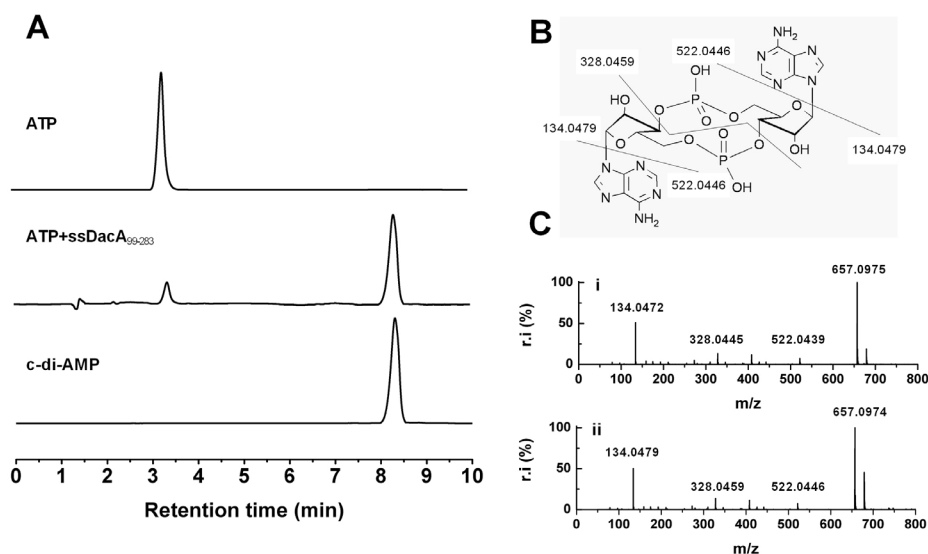 A
ATP
ATP+ssDacA99-283
c-di-AMP
0 1 2 3 4 5 6 7 8 9 10
Retention time (min)
B
NH2
N N
N N
522.0446
328.0459
OH
P
O
HO
O O
134.0479
O O
O O
OH
134.0479
O
P
OH
522.0446
N N
N N
NH2
C
i
657.0975
134.0472
328.0445
522.0439
100
50
0
r.i (%)
0 100 200 300 400 500 600 700 800
m/z
ii
657.0974
134.0479
328.0459
522.0446
100
50
0
r.i (%)
0 100 200 300 400 500 600 700 800
m/z